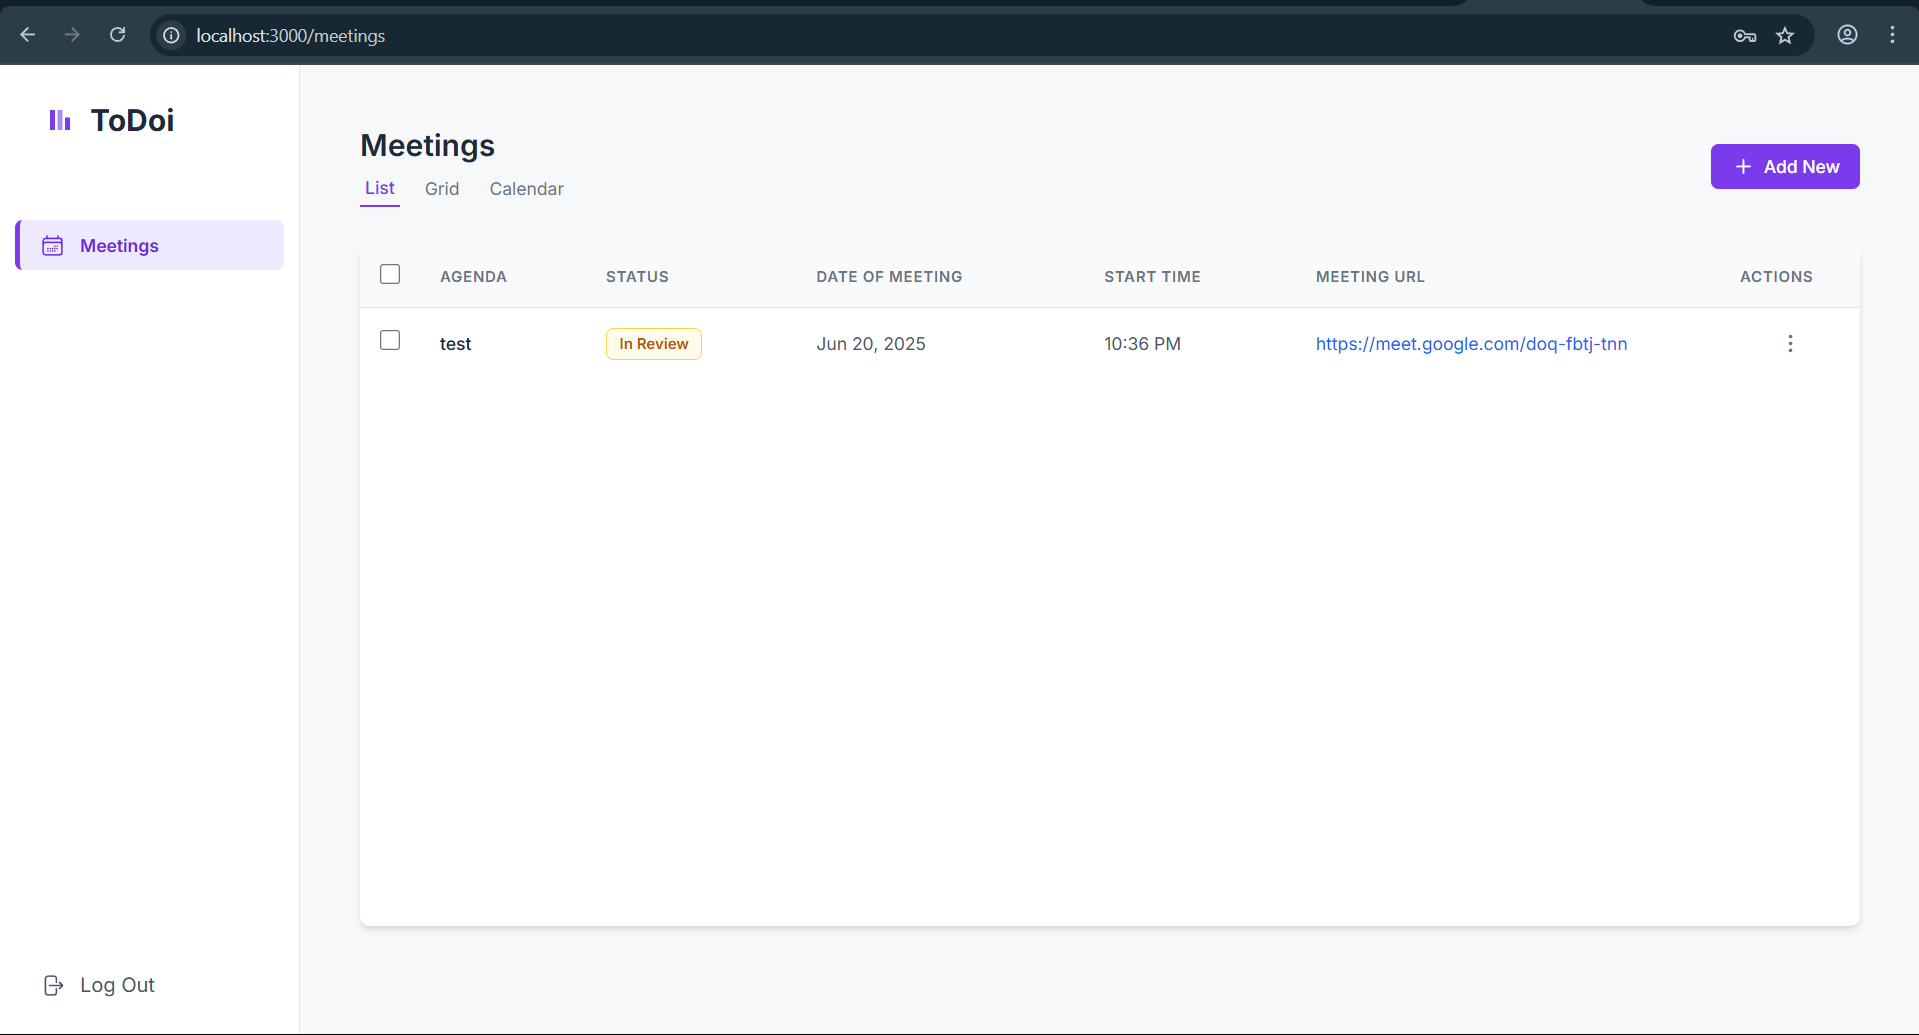 localhost:3000/meetings
ToDoi
Meetings
Meetings
List Grid Calendar
+ Add New
AGENDA STATUS DATE OF MEETING START TIME MEETING URL ACTIONS
test In Review Jun 20, 2025 10:36 PM https://meet.google.com/doq-fbtj-tnn
Log Out